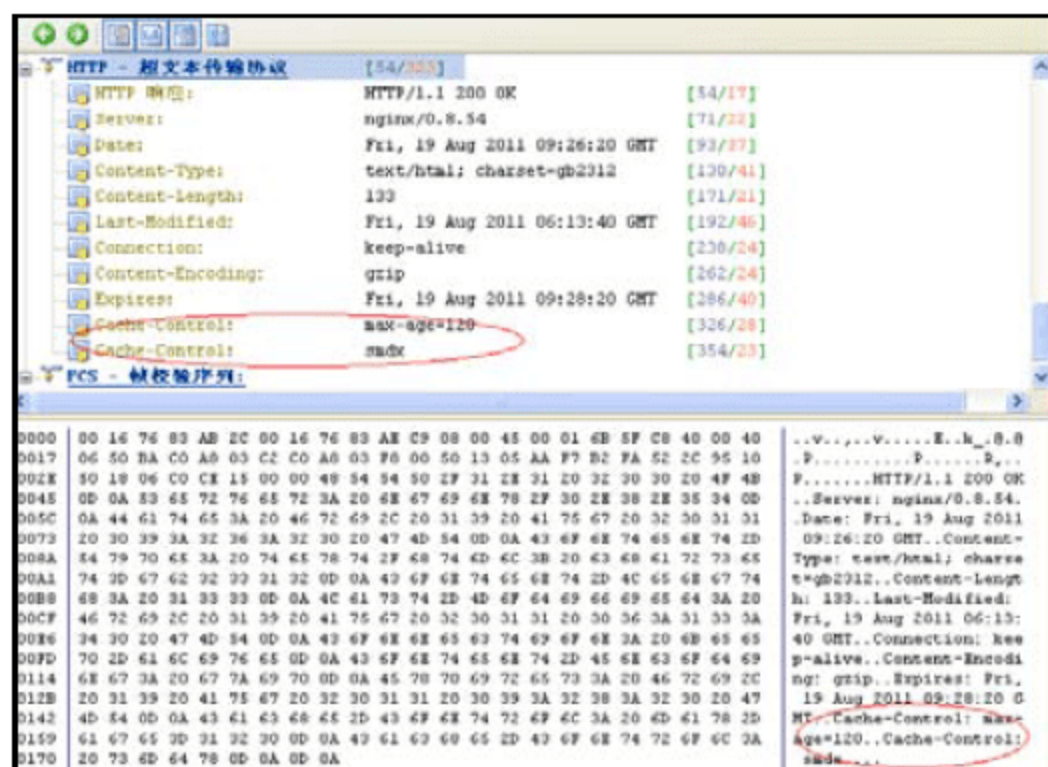 HTTP - 超文本传输协议 [54/323]
HTTP 响应: HTTP/1.1 200 OK [54/17]
Server: nginx/0.8.54 [71/22]
Date: Fri, 19 Aug 2011 09:26:20 GMT [93/37]
Content-Type: text/html; charset=gb2312 [130/41]
Content-Length: 133 [171/21]
Last-Modified: Fri, 19 Aug 2011 06:13:40 GMT [192/46]
Connection: keep-alive [238/24]
Content-Encoding: gzip [262/24]
Expires: Fri, 19 Aug 2011 09:28:20 GMT [286/40]
Cache-Control: max-age=120 [326/28]
Cache-Control: smdx [354/23]
FCS - 帧校验序列:
0000 00 16 76 83 AB 2C 00 16 76 83 AE C9 08 00 45 00 01 6B 5F C8 40 00 40 ..v..,..v.....E..k_.@.@
0017 06 50 BA C0 A8 03 C2 C0 A8 03 F8 00 50 13 05 AA F7 B2 FA 52 2C 95 10 .P..........P......R,..
002E 50 18 06 C0 CE 15 00 00 48 54 54 50 2F 31 2E 31 20 32 30 30 20 4F 4B P.......HTTP/1.1 200 OK
0045 0D 0A 53 65 72 76 65 72 3A 20 6E 67 69 6E 78 2F 30 2E 38 2E 35 34 0D ..Server: nginx/0.8.54.
005C 0A 44 61 74 65 3A 20 46 72 69 2C 20 31 39 20 41 75 67 20 32 30 31 31 .Date: Fri, 19 Aug 2011
0073 20 30 39 3A 32 36 3A 32 30 20 47 4D 54 0D 0A 43 6F 6E 74 65 6E 74 2D 09:26:20 GMT..Content-
008A 54 79 70 65 3A 20 74 65 78 74 2F 68 74 6D 6C 3B 20 63 68 61 72 73 65 Type: text/html; charse
00A1 74 3D 67 62 32 33 31 32 0D 0A 43 6F 6E 74 65 6E 74 2D 4C 65 6E 67 74 t=gb2312..Content-Lengt
00B8 68 3A 20 31 33 33 0D 0A 4C 61 73 74 2D 4D 6F 64 69 66 69 65 64 3A 20 h: 133..Last-Modified:
00CF 46 72 69 2C 20 31 39 20 41 75 67 20 32 30 31 31 20 30 36 3A 31 33 3A Fri, 19 Aug 2011 06:13:
00E6 34 30 20 47 4D 54 0D 0A 43 6F 6E 6E 65 63 74 69 6F 6E 3A 20 6B 65 65 40 GMT..Connection: kee
00FD 70 2D 61 6C 69 76 65 0D 0A 43 6F 6E 74 65 6E 74 2D 45 6E 63 6F 64 69 p-alive..Content-Encodi
0114 6E 67 3A 20 67 7A 69 70 0D 0A 45 78 70 69 72 65 73 3A 20 46 72 69 2C ng: gzip..Expires: Fri,
012B 20 31 39 20 41 75 67 20 32 30 31 31 20 30 39 3A 32 38 3A 32 30 20 47 19 Aug 2011 09:28:20 G
0142 4D 54 0D 0A 43 61 63 68 65 2D 43 6F 6E 74 72 6F 6C 3A 20 6D 61 78 2D MT..Cache-Control: max-
0159 61 67 65 3D 31 32 30 0D 0A 43 61 63 68 65 2D 43 6F 6E 74 72 6F 6C 3A age=120..Cache-Control:
0170 20 73 6D 64 78 0D 0A 0D 0A smdx....